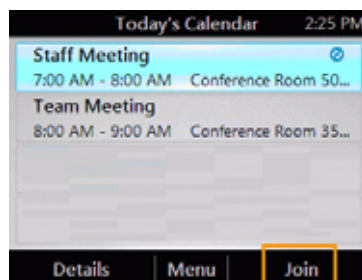 Today's Calendar 2:25 PM
Staff Meeting
7:00 AM - 8:00 AM Conference Room 50...
Team Meeting
8:00 AM - 9:00 AM Conference Room 35...
Details Menu Join